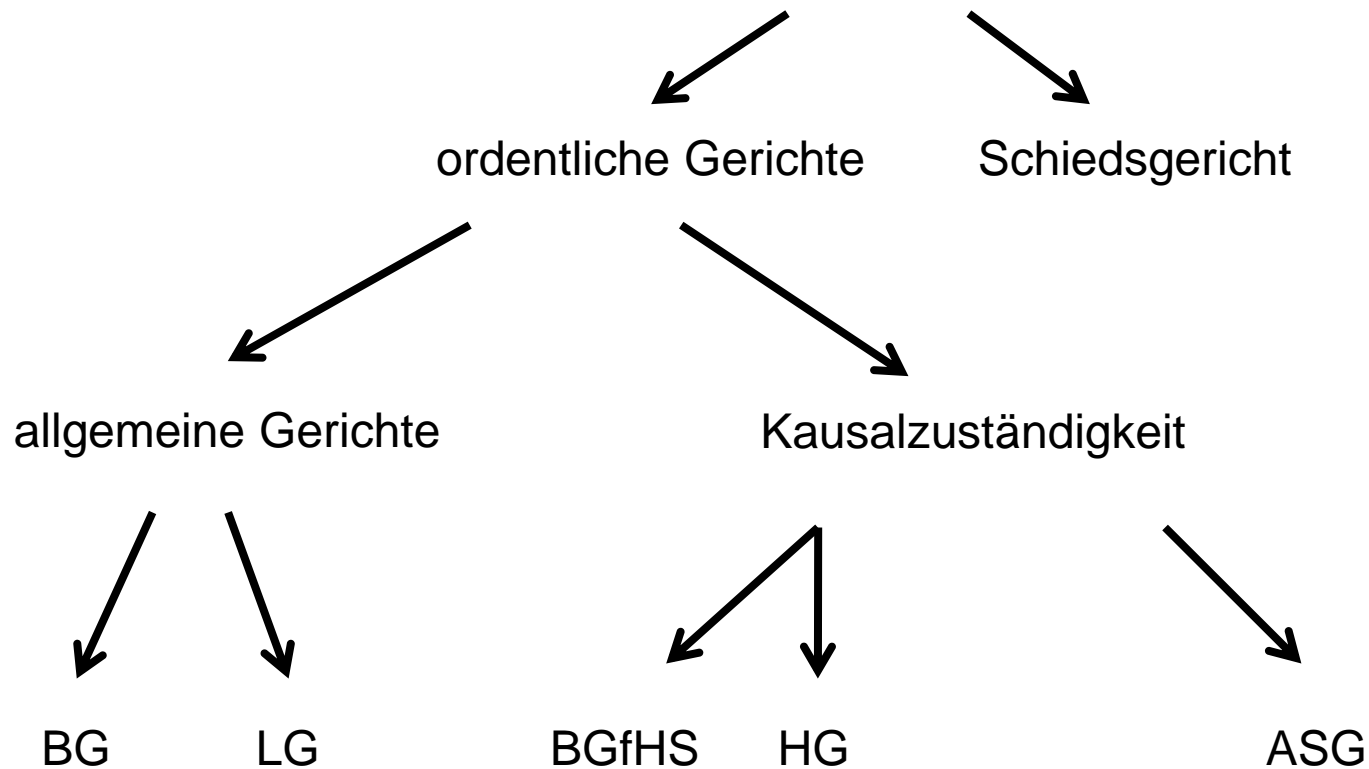 ordentliche Gerichte Schiedsgericht
allgemeine Gerichte Kausalzuständigkeit
BG LG BGfHS HG ASG